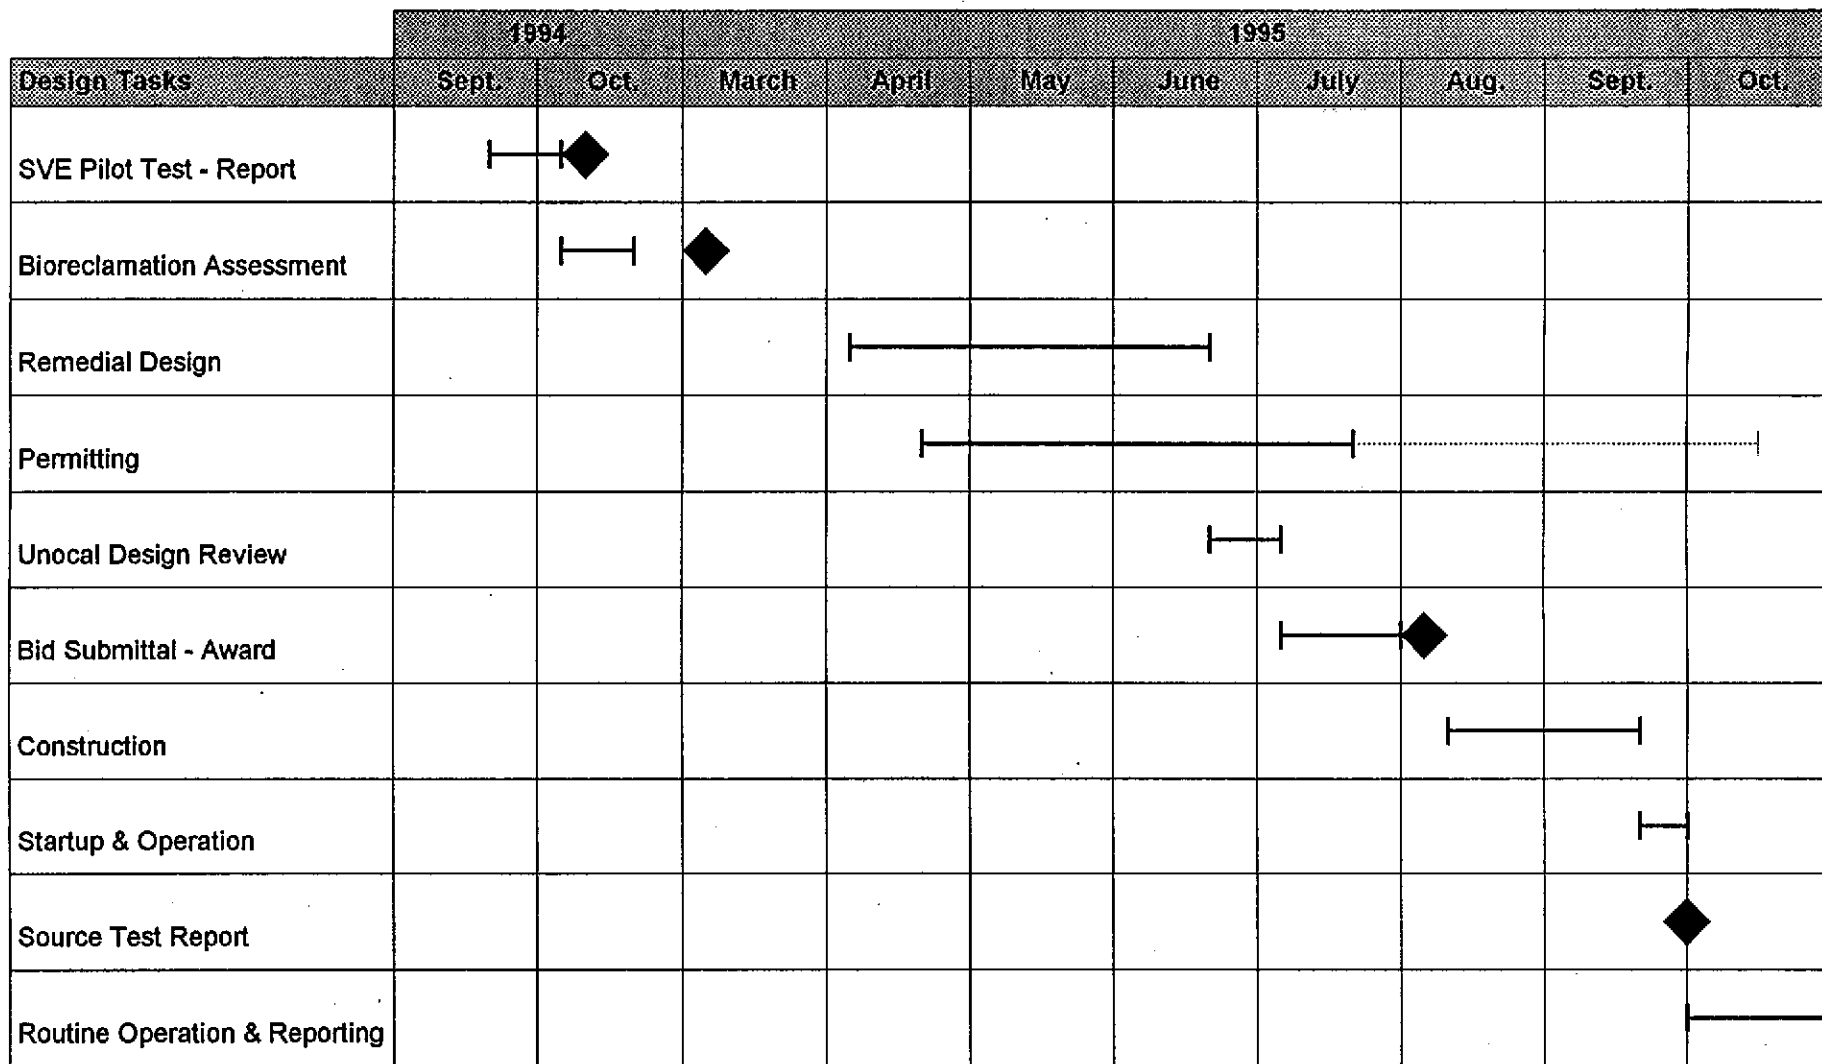 1994 1995
Design Tasks Sept. Oct. March April May June July Aug. Sept. Oct.
SVE Pilot Test - Report
Bioreclamation Assessment
Remedial Design
Permitting
Unocal Design Review
Bid Submittal - Award
Construction
Startup & Operation
Source Test Report
Routine Operation & Reporting